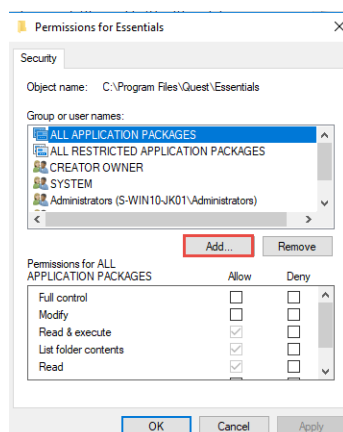 Permissions for Essentials
Security
Object name: C:\Program Files\Quest\Essentials
Group or user names:
ALL APPLICATION PACKAGES
ALL RESTRICTED APPLICATION PACKAGES
CREATOR OWNER
SYSTEM
Administrators (S-WIN10-JK01\Administrators)
Add... Remove
Permissions for ALL
APPLICATION PACKAGES Allow Deny
Full control
Modify
Read & execute
List folder contents
Read
OK Cancel Apply